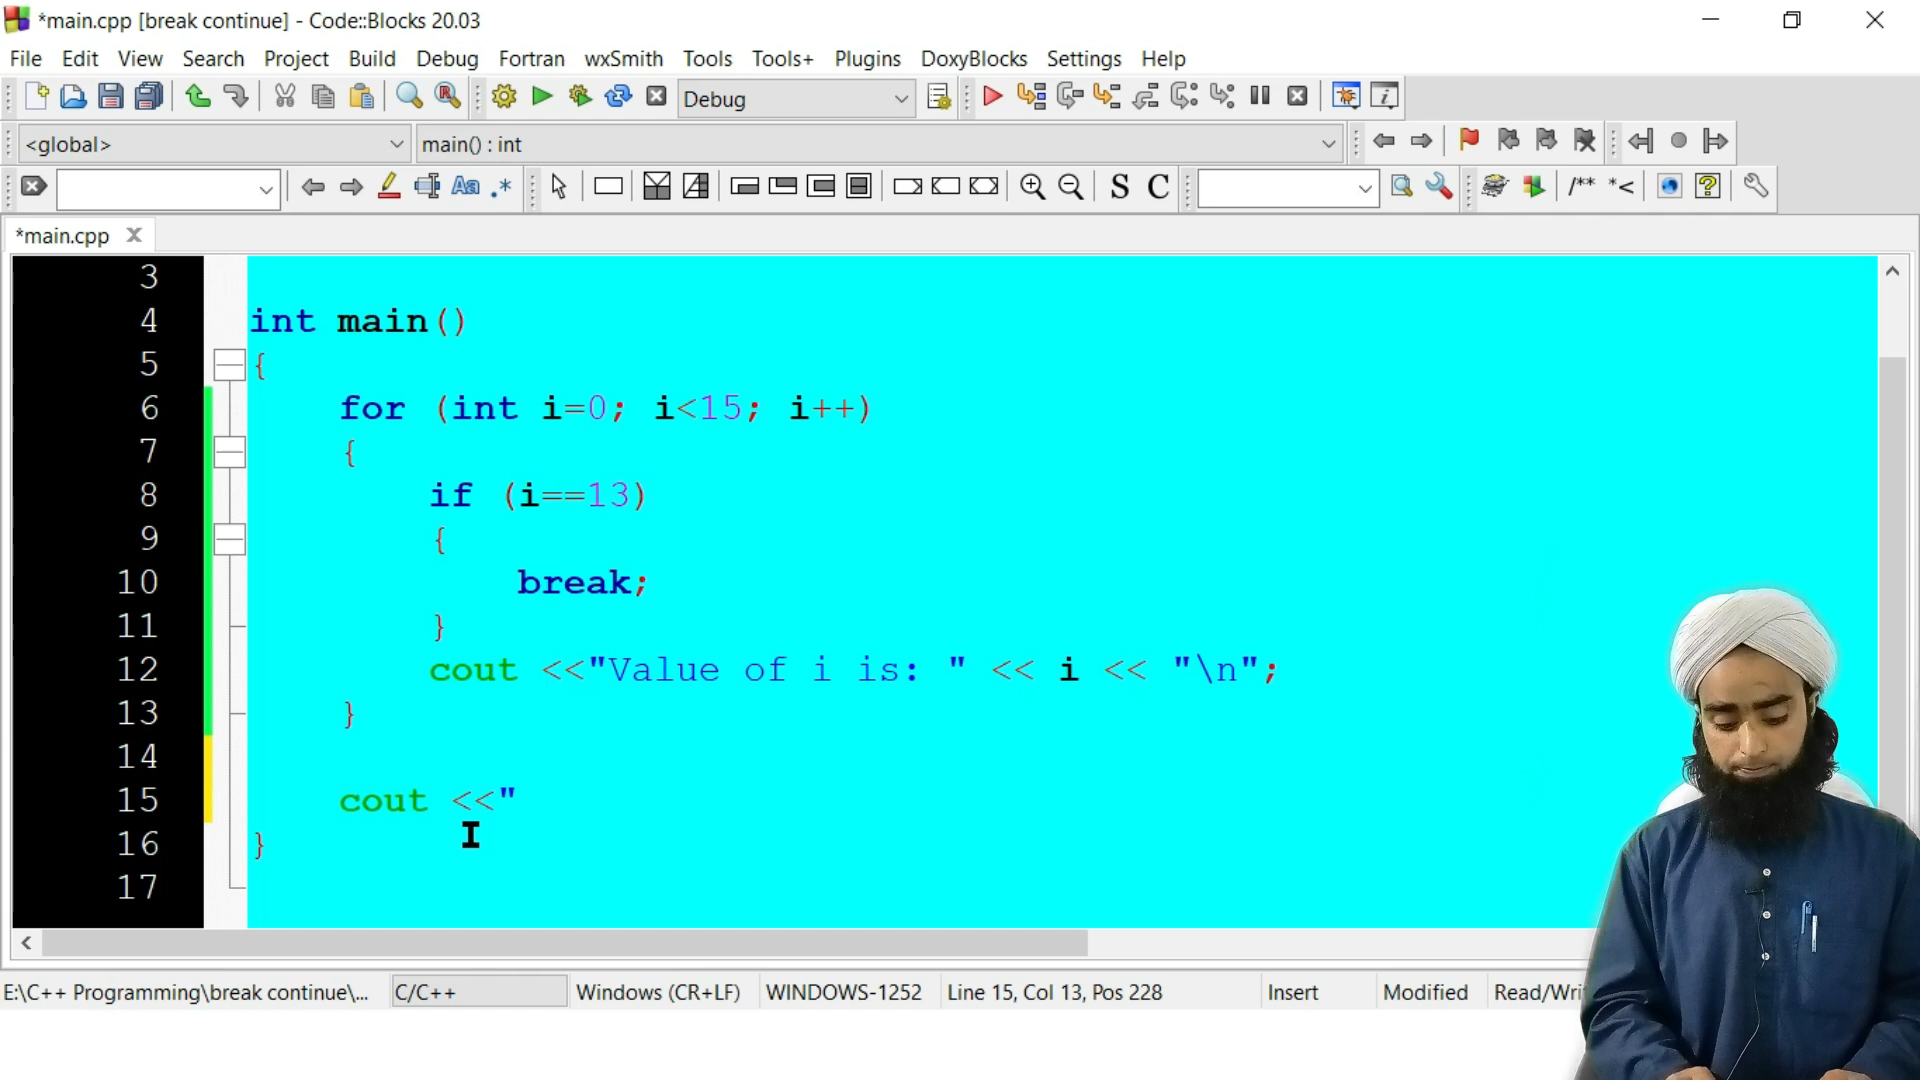 *main.cpp [break continue] - Code::Blocks 20.03
File Edit View Search Project Build Debug Fortran wxSmith Tools Tools+ Plugins DoxyBlocks Settings Help
Debug
<global> main() : int
S C /** *<
*main.cpp
3
4 int main()
5 {
6 for (int i=0; i<15; i++)
7 {
8 if (i==13)
9 {
10 break;
11 }
12 cout <<"Value of i is: " << i << "\n";
13 }
14
15 cout <<"
16 }
17
E:\C++ Programming\break continue\... C/C++ Windows (CR+LF) WINDOWS-1252 Line 15, Col 13, Pos 228 Insert Modified